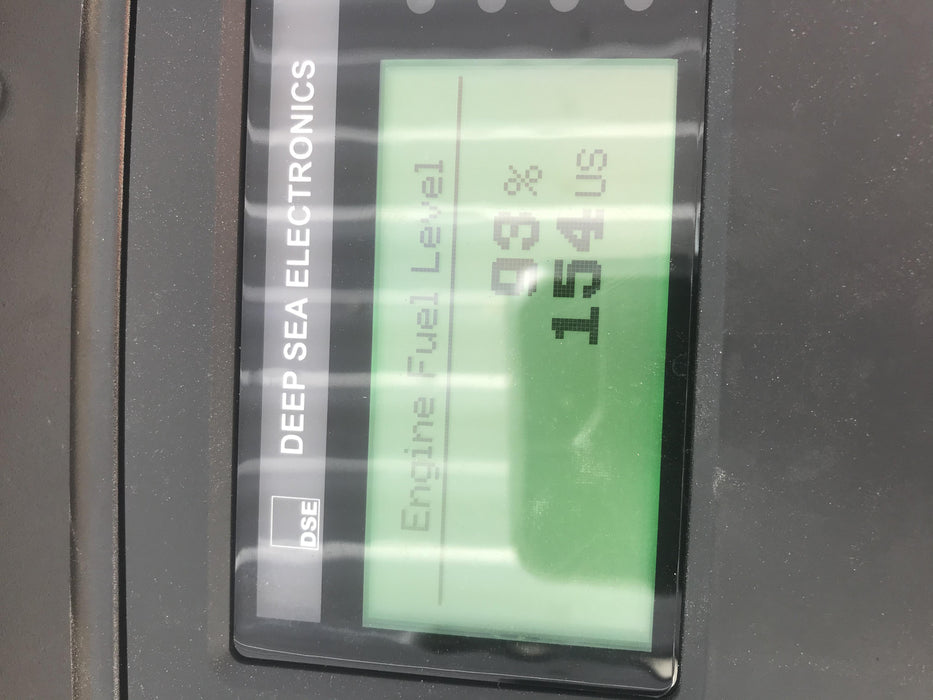 DSE
DEEP SEA ELECTRONICS
Engine Fuel Level
93 %
154 US